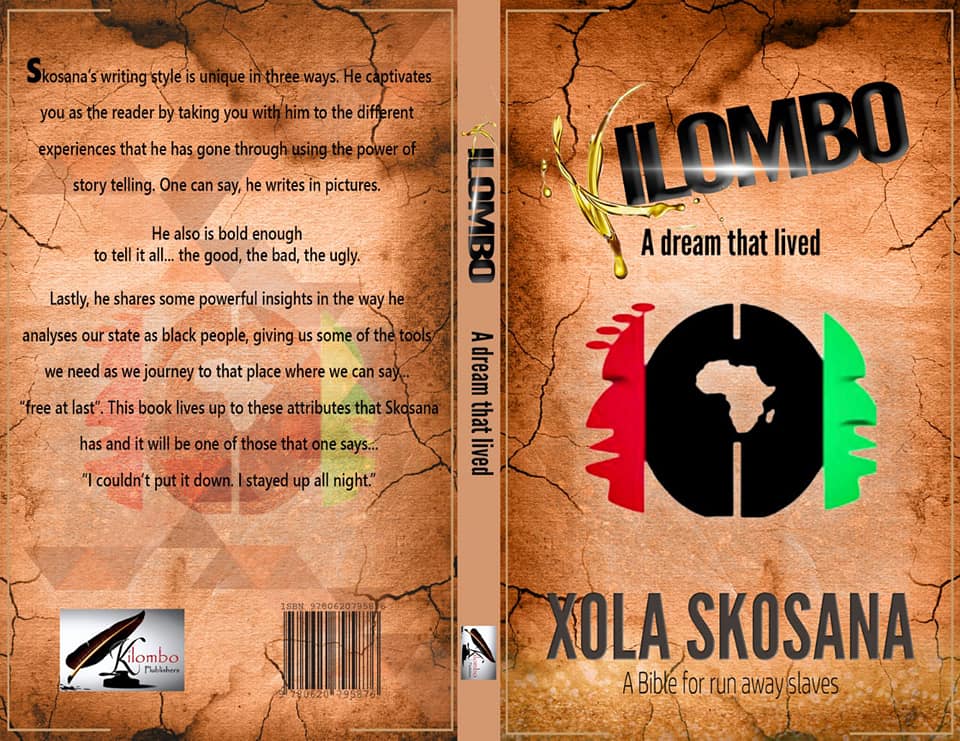 Skosana's writing style is unique in three ways. He captivates
you as the reader by taking you with him to the different
experiences that he has gone through using the power of
story telling. One can say, he writes in pictures.
He also is bold enough
to tell it all... the good, the bad, the ugly.
Lastly, he shares some powerful insights in the way he
analyses our state as black people, giving us some of the tools
we need as we journey to that place where we can say...
"free at last". This book lives up to these attributes that Skosana
has and it will be one of those that one says...
"I couldn't put it down. I stayed up all night."
Kilombo
Publishers
ISBN 9780620795876
9 780620 795876
KILOMBO
A dream that lived
Kilombo
KILOMBO
A dream that lived
XOLA SKOSANA
A Bible for run away slaves